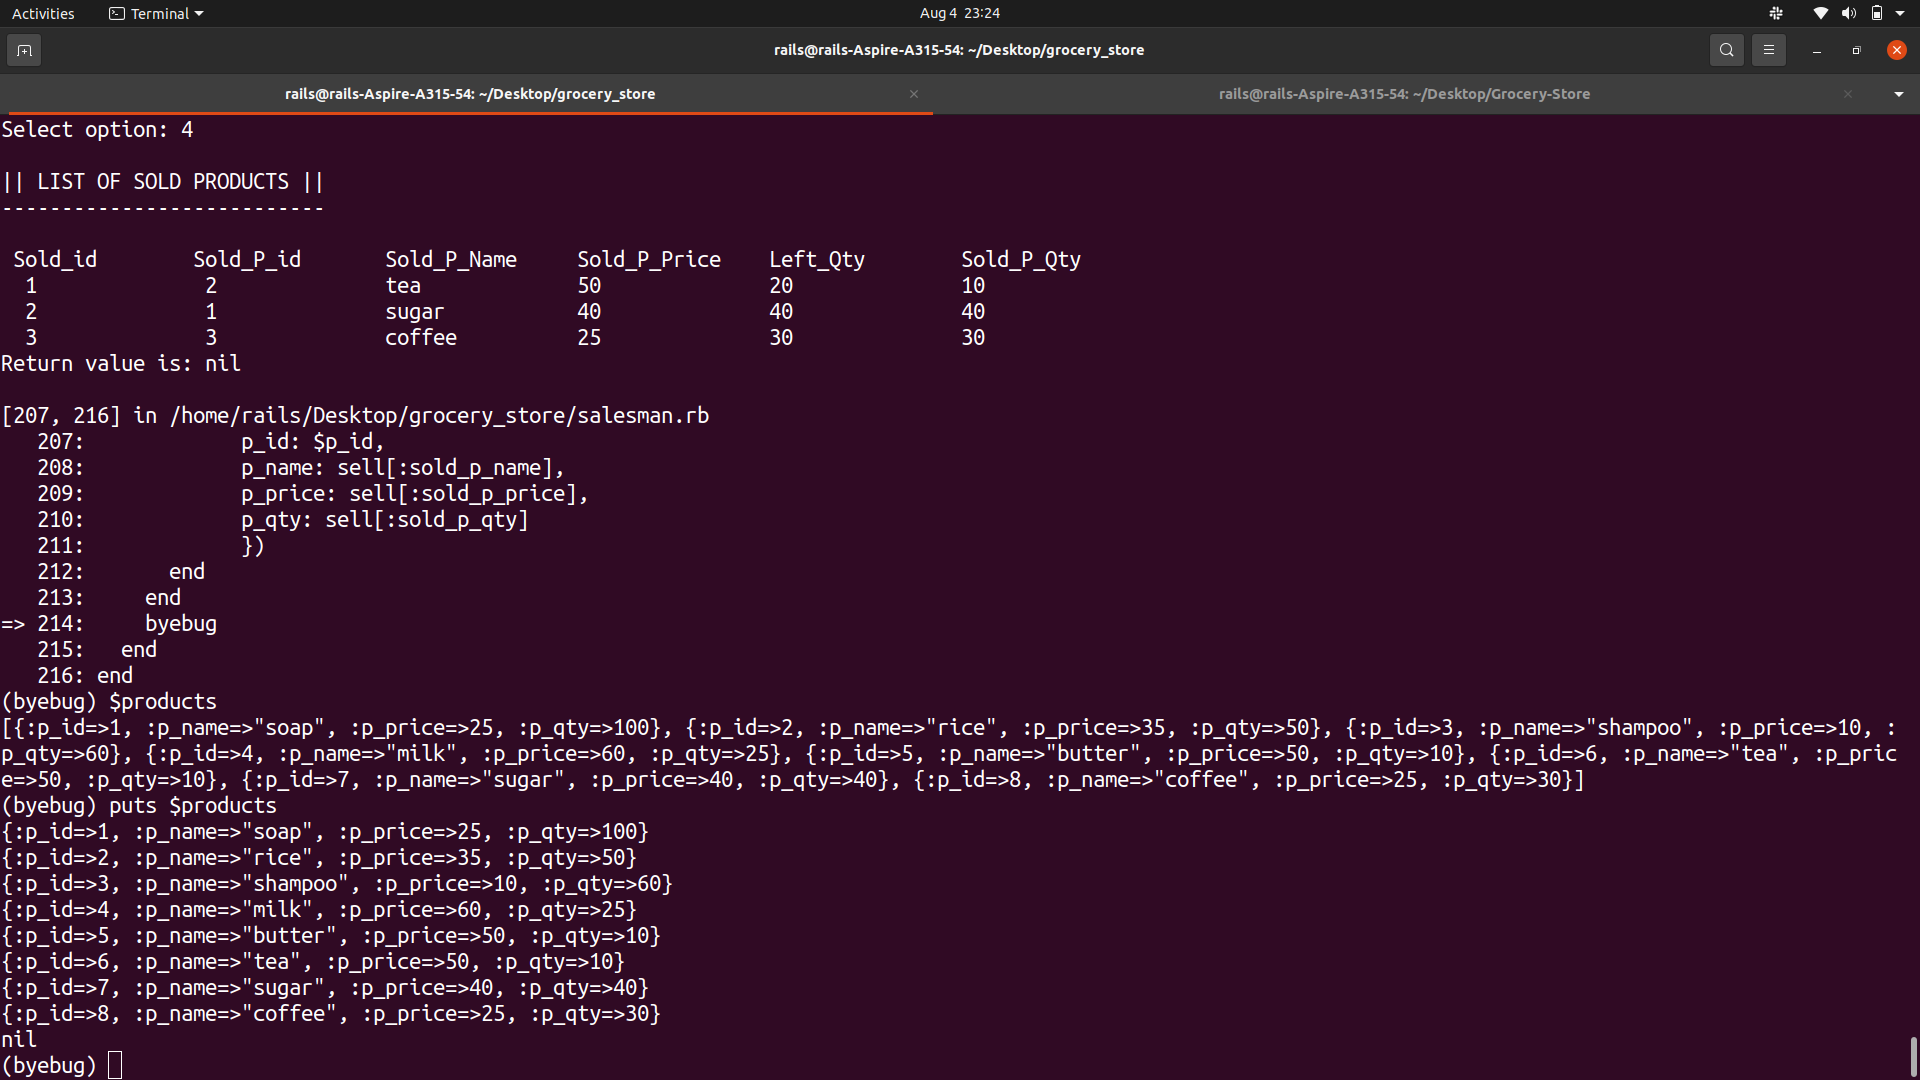 Activities Terminal Aug 4 23:24
rails@rails-Aspire-A315-54: ~/Desktop/grocery_store
rails@rails-Aspire-A315-54: ~/Desktop/grocery_store rails@rails-Aspire-A315-54: ~/Desktop/Grocery-Store
Select option: 4
|| LIST OF SOLD PRODUCTS ||
---------------------------
Sold_id Sold_P_id Sold_P_Name Sold_P_Price Left_Qty Sold_P_Qty
1 2 tea 50 20 10
2 1 sugar 40 40 40
3 3 coffee 25 30 30
Return value is: nil
[207, 216] in /home/rails/Desktop/grocery_store/salesman.rb
207: p_id: $p_id,
208: p_name: sell[:sold_p_name],
209: p_price: sell[:sold_p_price],
210: p_qty: sell[:sold_p_qty]
211: })
212: end
213: end
=> 214: byebug
215: end
216: end
(byebug) $products
[{:p_id=>1, :p_name=>"soap", :p_price=>25, :p_qty=>100}, {:p_id=>2, :p_name=>"rice", :p_price=>35, :p_qty=>50}, {:p_id=>3, :p_name=>"shampoo", :p_price=>10, :
p_qty=>60}, {:p_id=>4, :p_name=>"milk", :p_price=>60, :p_qty=>25}, {:p_id=>5, :p_name=>"butter", :p_price=>50, :p_qty=>10}, {:p_id=>6, :p_name=>"tea", :p_pric
e=>50, :p_qty=>10}, {:p_id=>7, :p_name=>"sugar", :p_price=>40, :p_qty=>40}, {:p_id=>8, :p_name=>"coffee", :p_price=>25, :p_qty=>30}]
(byebug) puts $products
{:p_id=>1, :p_name=>"soap", :p_price=>25, :p_qty=>100}
{:p_id=>2, :p_name=>"rice", :p_price=>35, :p_qty=>50}
{:p_id=>3, :p_name=>"shampoo", :p_price=>10, :p_qty=>60}
{:p_id=>4, :p_name=>"milk", :p_price=>60, :p_qty=>25}
{:p_id=>5, :p_name=>"butter", :p_price=>50, :p_qty=>10}
{:p_id=>6, :p_name=>"tea", :p_price=>50, :p_qty=>10}
{:p_id=>7, :p_name=>"sugar", :p_price=>40, :p_qty=>40}
{:p_id=>8, :p_name=>"coffee", :p_price=>25, :p_qty=>30}
nil
(byebug)